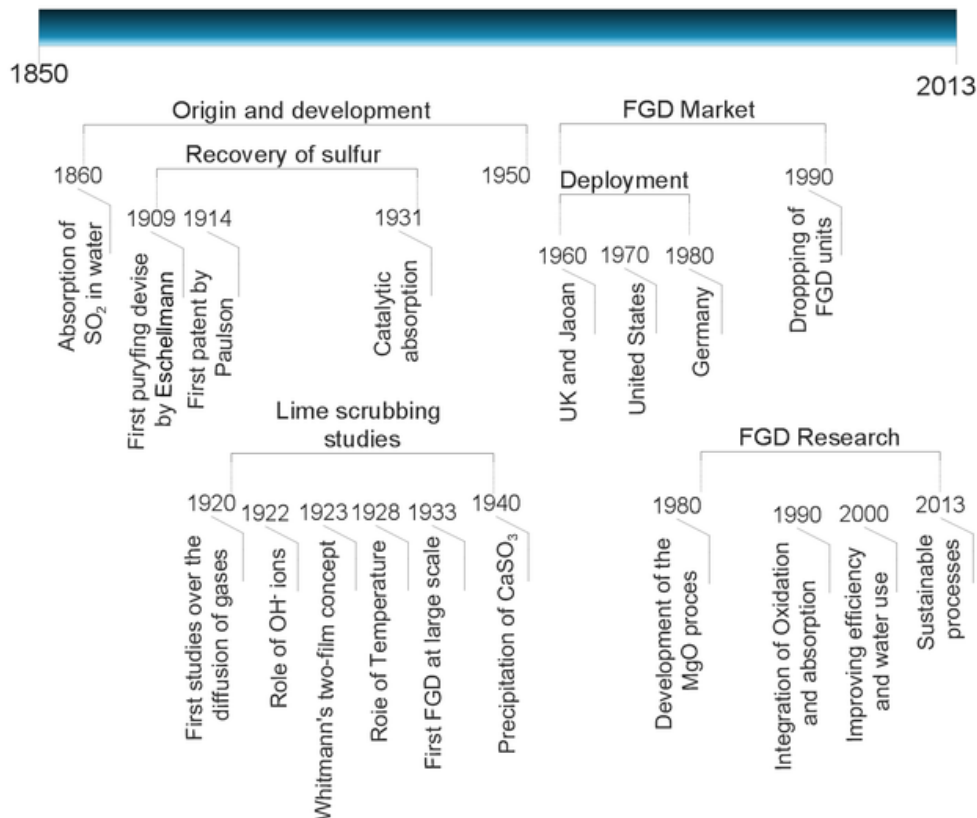 1850
2013
Origin and development
1860
1950
Absorption of
SO₂ in water
Recovery of sulfur
1909
First puryfing devise
by Eschellmann
1914
First patent by
Paulson
1931
Catalytic
absorption
FGD Market
Deployment
1960
UK and Jaoan
1970
United States
1980
Germany
1990
Droppping of
FGD units
Lime scrubbing
studies
1920
First studies over the
diffusion of gases
1922
Role of OH⁻ ions
1923
Whitmann's two-film concept
1928
Roie of Temperature
1933
First FGD at large scale
1940
Precipitation of CaSO₃
FGD Research
1980
Development of the
MgO proces
1990
Integration of Oxidation
and absorption
2000
Improving efficiency
and water use
2013
Sustainable
processes